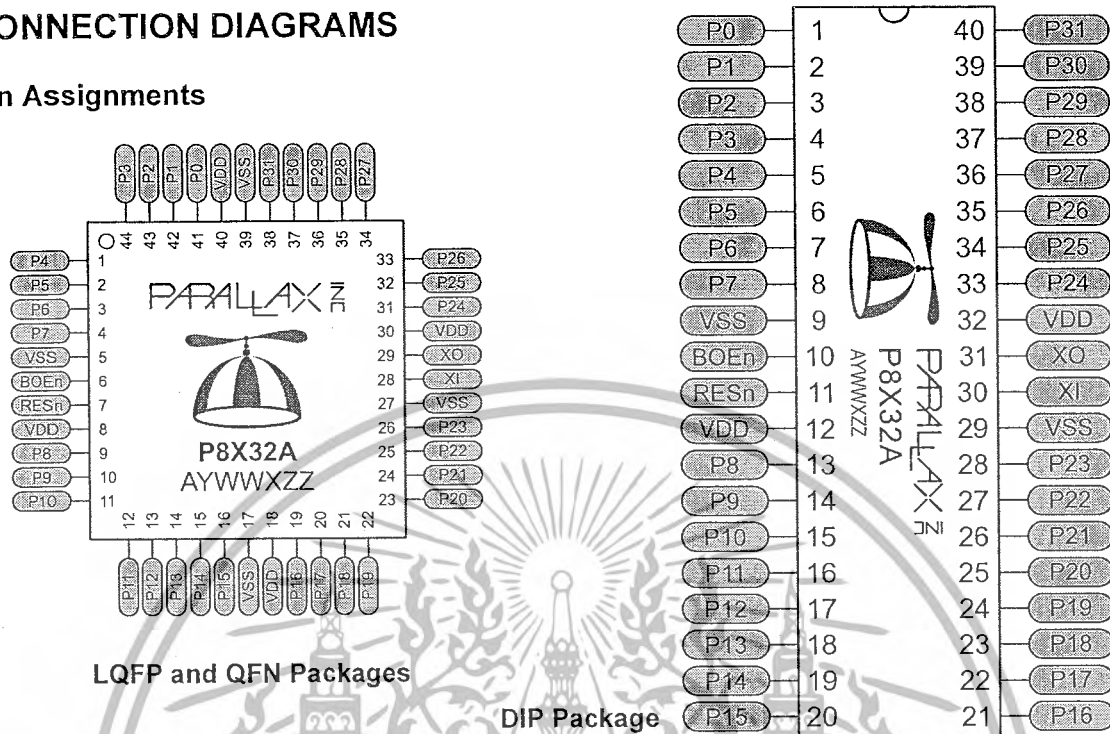 ONNECTION DIAGRAMS
n Assignments
P3 P2 P1 P0 VDD VSS P31 P30 P29 P28 P27
44 43 42 41 40 39 38 37 36 35 34
P4 1 33 P26
P5 2 32 P25
P6 3 31 P24
P7 4 30 VDD
VSS 5 29 XO
BOEn 6 28 XI
RESn 7 27 VSS
VDD 8 26 P23
P8 9 25 P22
P9 10 24 P21
P10 11 23 P20
PARALLAX INC
P8X32A
AYWWXZZ
12 13 14 15 16 17 18 19 20 21 22
P11 P12 P13 P14 P15 VSS VDD P16 P17 P18 P19
LQFP and QFN Packages
P0 1 40 P31
P1 2 39 P30
P2 3 38 P29
P3 4 37 P28
P4 5 36 P27
P5 6 35 P26
P6 7 34 P25
P7 8 33 P24
VSS 9 32 VDD
BOEn 10 31 XO
RESn 11 30 XI
VDD 12 29 VSS
P8 13 28 P23
P9 14 27 P22
P10 15 26 P21
P11 16 25 P20
P12 17 24 P19
P13 18 23 P18
P14 19 22 P17
P15 20 21 P16
PARALLAX INC
P8X32A
AYWWXZZ
DIP Package